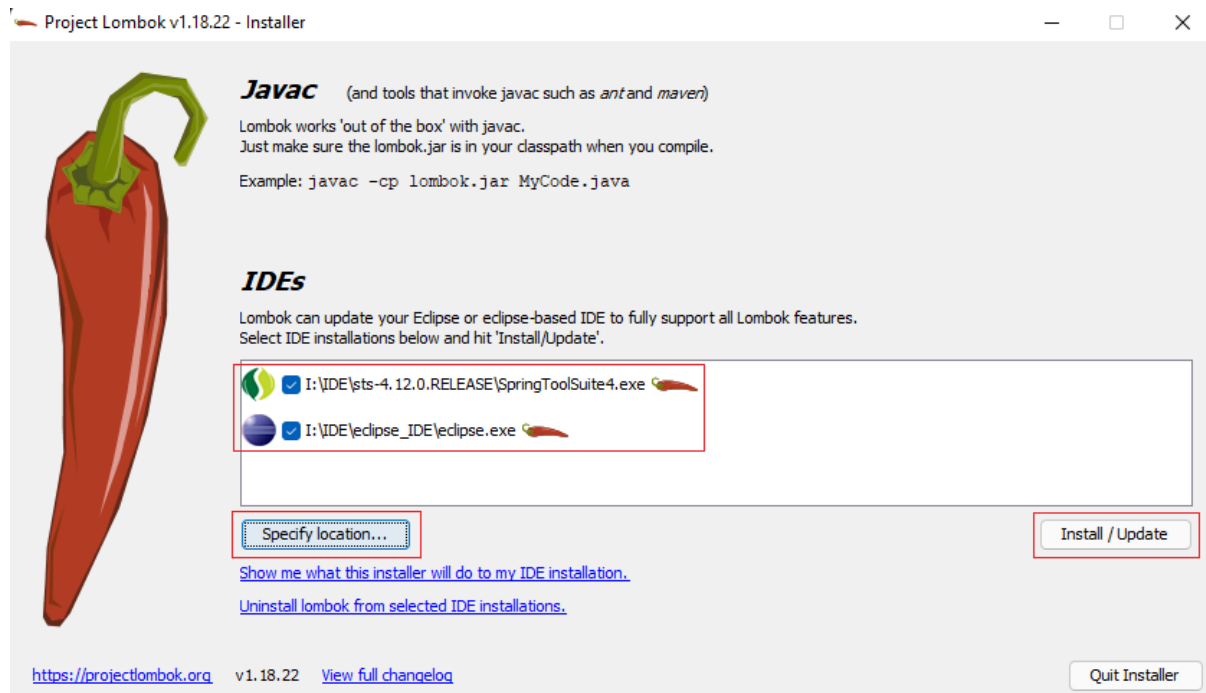 Project Lombok v1.18.22 - Installer
Javac (and tools that invoke javac such as ant and maven)
Lombok works 'out of the box' with javac.
Just make sure the lombok.jar is in your classpath when you compile.
Example: javac -cp lombok.jar MyCode.java
IDEs
Lombok can update your Eclipse or eclipse-based IDE to fully support all Lombok features.
Select IDE installations below and hit 'Install/Update'.
I:\IDE\sts-4.12.0.RELEASE\SpringToolSuite4.exe
I:\IDE\eclipse_IDE\eclipse.exe
Specify location... Install / Update
Show me what this installer will do to my IDE installation.
Uninstall lombok from selected IDE installations.
https://projectlombok.org v1.18.22 View full changelog Quit Installer